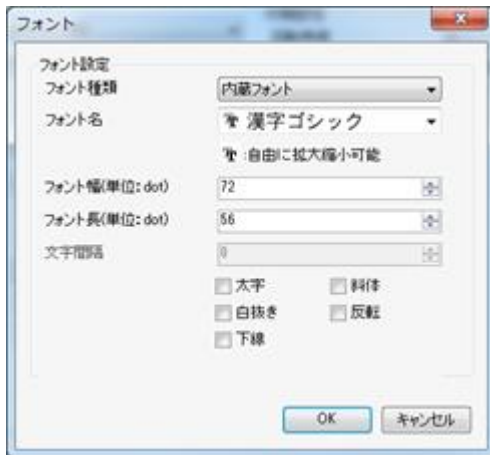 フォント
フォント設定
フォント種類 内蔵フォント
フォント名 漢字ゴシック
:自由に拡大縮小可能
フォント幅(単位:dot) 72
フォント長(単位:dot) 56
文字間隔 0
太字 斜体
白抜き 反転
下線
OK キャンセル